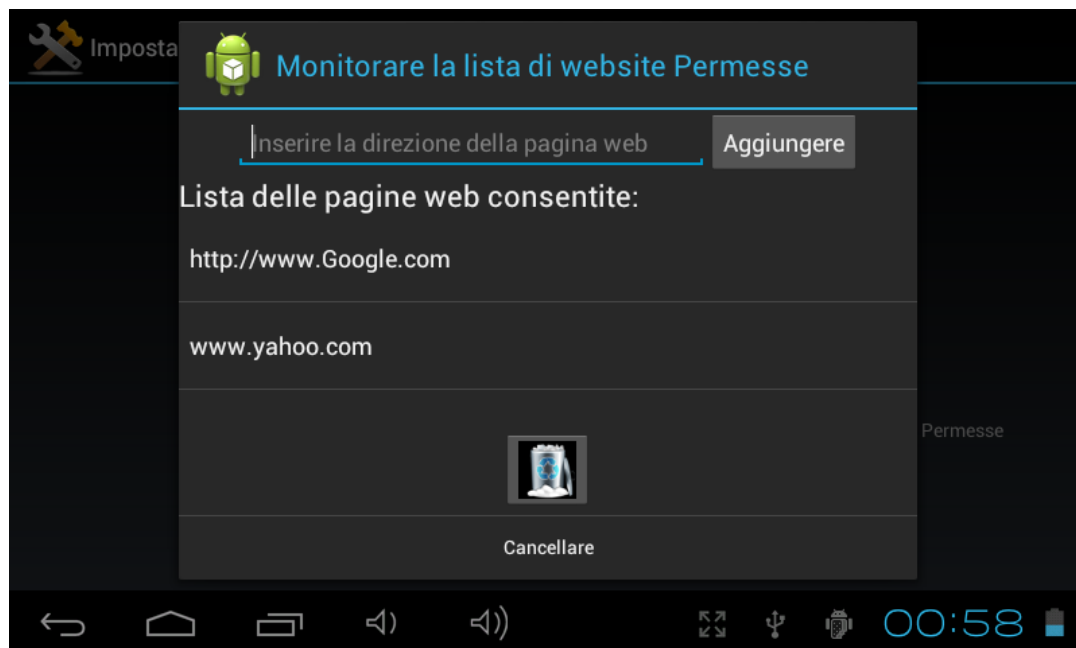 Imposta
Monitorare la lista di website Permesse
Inserire la direzione della pagina web
Aggiungere
Lista delle pagine web consentite:
http://www.Google.com
www.yahoo.com
Permesse
Cancellare
00:58